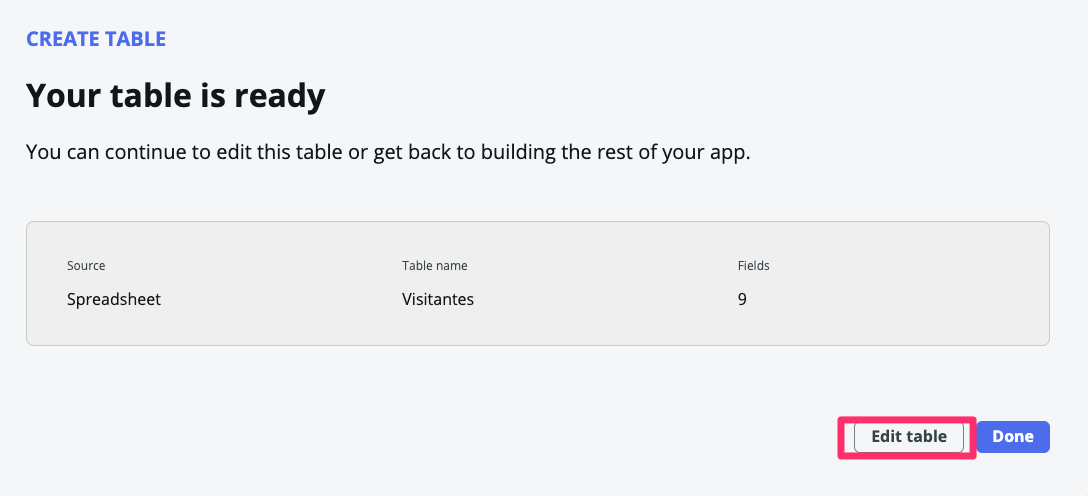 CREATE TABLE
Your table is ready
You can continue to edit this table or get back to building the rest of your app.
Source Table name Fields
Spreadsheet Visitantes 9
Edit table Done